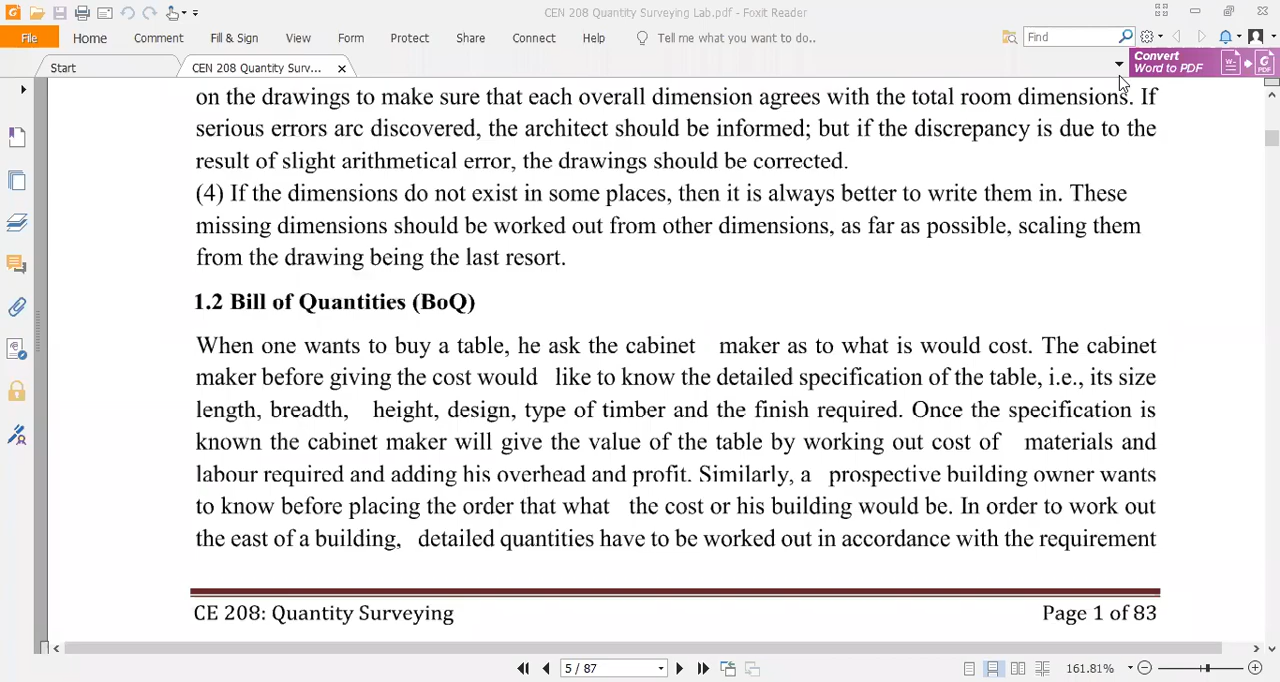 CEN 208 Quantity Surveying Lab.pdf - Foxit Reader
File Home Comment Fill & Sign View Form Protect Share Connect Help Tell me what you want to do.. Find
Start CEN 208 Quantity Surv... Convert
Word to PDF
on the drawings to make sure that each overall dimension agrees with the total room dimensions. If
serious errors arc discovered, the architect should be informed; but if the discrepancy is due to the
result of slight arithmetical error, the drawings should be corrected.
(4) If the dimensions do not exist in some places, then it is always better to write them in. These
missing dimensions should be worked out from other dimensions, as far as possible, scaling them
from the drawing being the last resort.
1.2 Bill of Quantities (BoQ)
When one wants to buy a table, he ask the cabinet maker as to what is would cost. The cabinet
maker before giving the cost would like to know the detailed specification of the table, i.e., its size
length, breadth, height, design, type of timber and the finish required. Once the specification is
known the cabinet maker will give the value of the table by working out cost of materials and
labour required and adding his overhead and profit. Similarly, a prospective building owner wants
to know before placing the order that what the cost or his building would be. In order to work out
the east of a building, detailed quantities have to be worked out in accordance with the requirement
CE 208: Quantity Surveying Page 1 of 83
5 / 87 161.81%